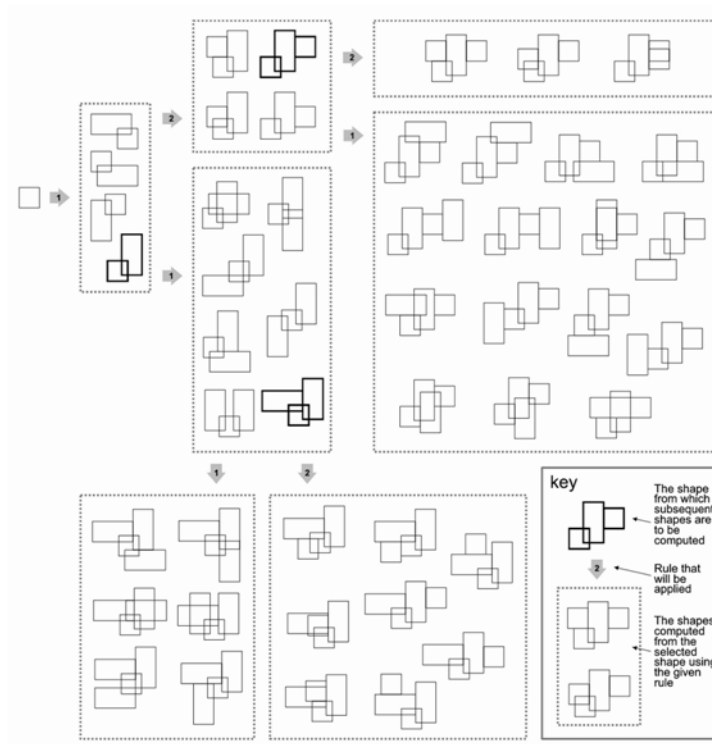 2
2
1
1
1
1
2
key
The shape
from which
subsequent
shapes are
to be
computed
2
Rule that
will be
applied
The shapes
computed
from the
selected
shape using
the given
rule